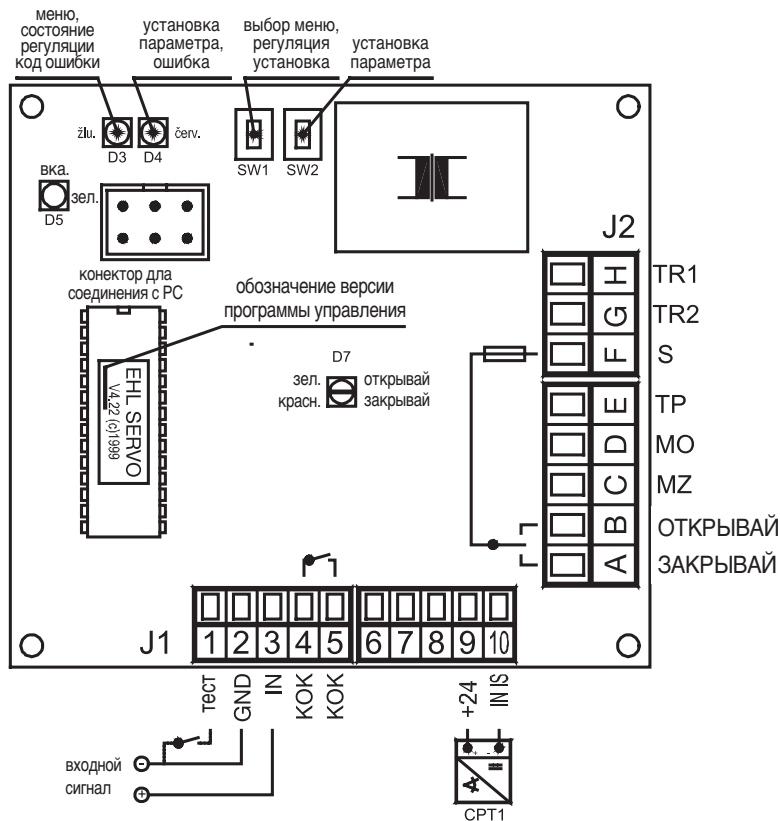 меню,
состояние
регуляции
код ошибки
установка
параметра,
ошибка
выбор меню,
регуляция
установка
установка
параметра
žlu.
D3
D4
červ.
SW1
SW2
вка.
зел.
D5
конектор дла
соединения с PC
обозначение версии
программы управления
EHL SERVO
V4.22 (c)1999
D7
зел.
открывай
красн.
закрывай
J2
H TR1
G TR2
F S
E TP
D MO
C MZ
B ОТКРЫВАЙ
A ЗАКРЫВАЙ
J1
1 2 3 4 5 6 7 8 9 10
тест
GND
IN
КОК
КОК
+24
IN IS
входной
сигнал
- 
+
+ -
A
CPT1